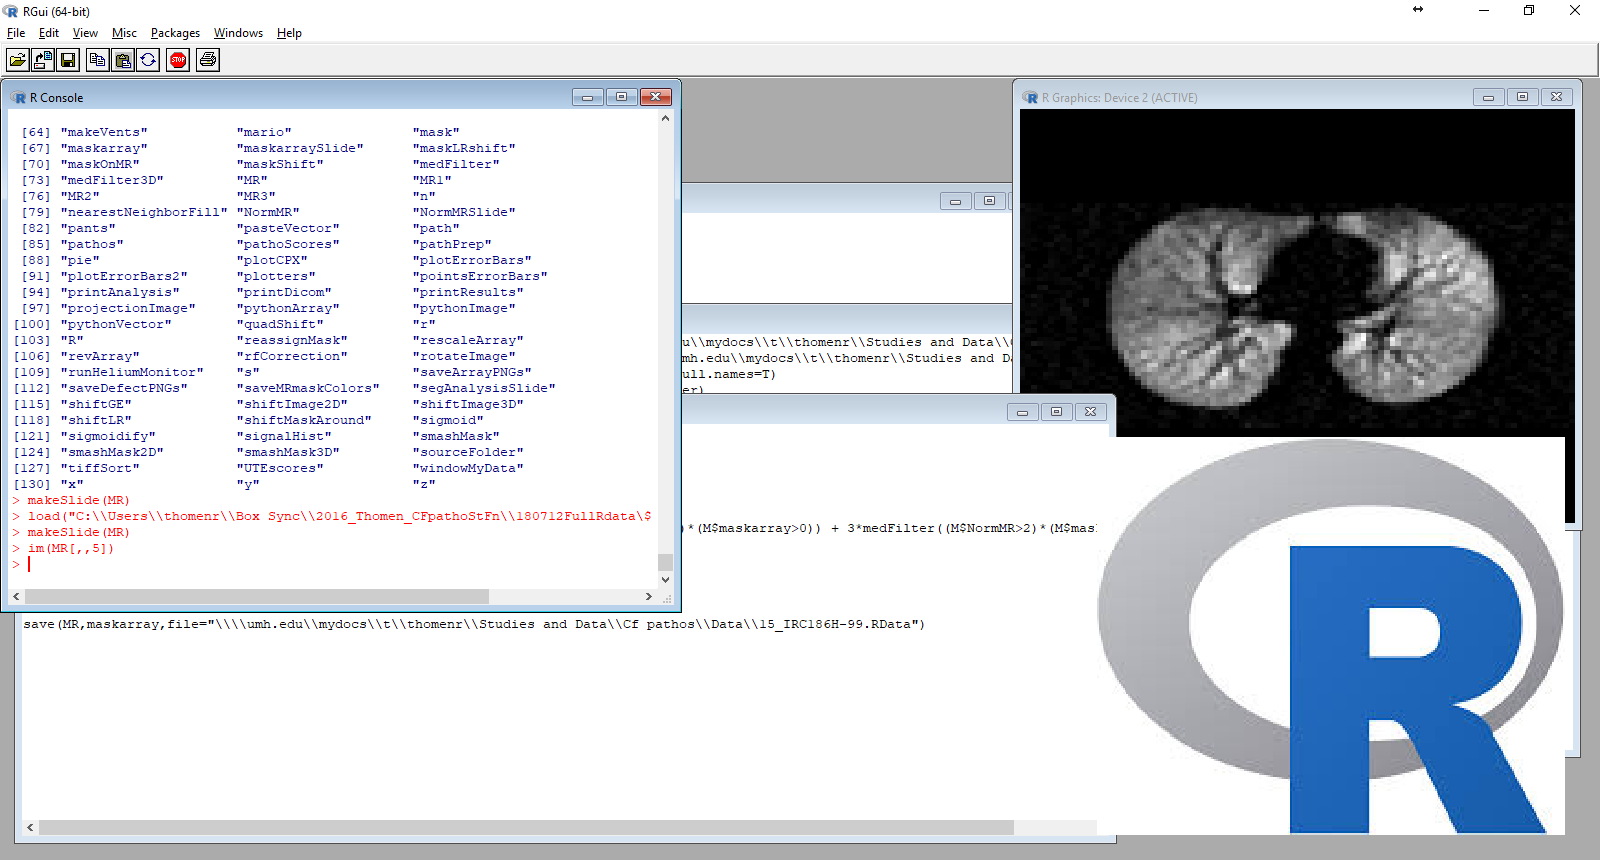 RGui (64-bit)
File Edit View Misc Packages Windows Help
STOP
R Console
[64] "makeVents" "mario" "mask"
[67] "maskarray" "maskarraySlide" "maskLRshift"
[70] "maskOnMR" "maskShift" "medFilter"
[73] "medFilter3D" "MR" "MR1"
[76] "MR2" "MR3" "n"
[79] "nearestNeighborFill" "NormMR" "NormMRSlide"
[82] "pants" "pasteVector" "path"
[85] "pathos" "pathoScores" "pathPrep"
[88] "pie" "plotCPX" "plotErrorBars"
[91] "plotErrorBars2" "plotters" "pointsErrorBars"
[94] "printAnalysis" "printDicom" "printResults"
[97] "projectionImage" "pythonArray" "pythonImage"
[100] "pythonVector" "quadShift" "r"
[103] "R" "reassignMask" "rescaleArray"
[106] "revArray" "rfCorrection" "rotateImage"
[109] "runHeliumMonitor" "s" "saveArrayPNGs"
[112] "saveDefectPNGs" "saveMRmaskColors" "segAnalysisSlide"
[115] "shiftGE" "shiftImage2D" "shiftImage3D"
[118] "shiftLR" "shiftMaskAround" "sigmoid"
[121] "sigmoidify" "signalHist" "smashMask"
[124] "smashMask2D" "smashMask3D" "sourceFolder"
[127] "tiffSort" "UTEscores" "windowMyData"
[130] "x" "y" "z"
> makeSlide(MR)
> load("C:\\Users\\thomenr\\Box Sync\\2016_Thomen_CFpathoStFn\\180712FullRdata\$
> makeSlide(MR)
> im(MR[,,5])
>
R Graphics: Device 2 (ACTIVE)
\\mydocs\\t\\thomenr\\Studies and Data\\
mh.edu\\mydocs\\t\\thomenr\\Studies and D
ull.names=T)
er)
)*(M$maskarray>0)) + 3*medFilter((M$NormMR>2)*(M$mas
save(MR,maskarray,file="\\\\umh.edu\\mydocs\\t\\thomenr\\Studies and Data\\Cf pathos\\Data\\15_IRC186H-99.RData")
R